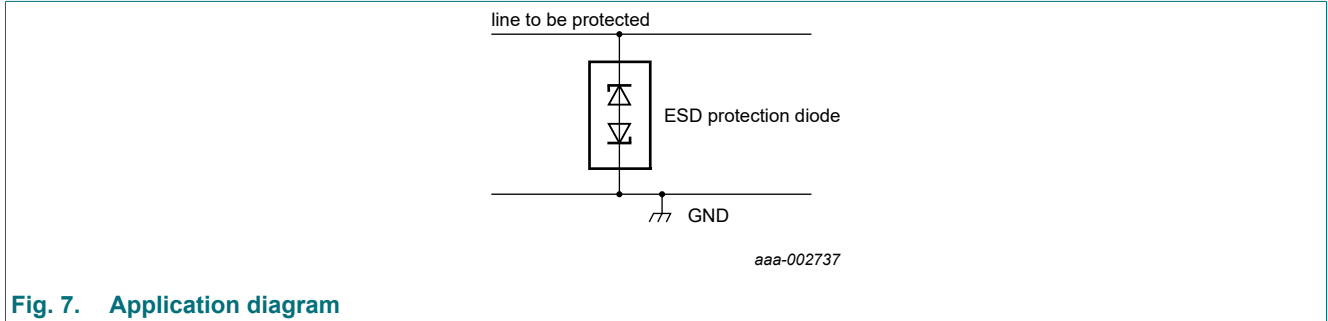 line to be protected
ESD protection diode
GND
aaa-002737
Fig. 7. Application diagram